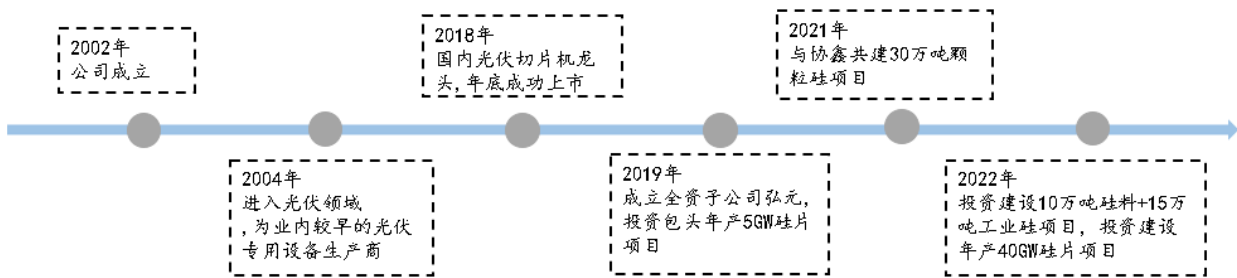 2002年
公司成立
2004年
进入光伏领域
,为业内较早的光伏
专用设备生产商
2018年
国内光伏切片机龙
头,年底成功上市
2019年
成立全资子公司弘元,
投资包头年产5GW硅片
项目
2021年
与协鑫共建30万吨颗
粒硅项目
2022年
投资建设10万吨硅料+15万
吨工业硅项目，投资建设
年产40GW硅片项目